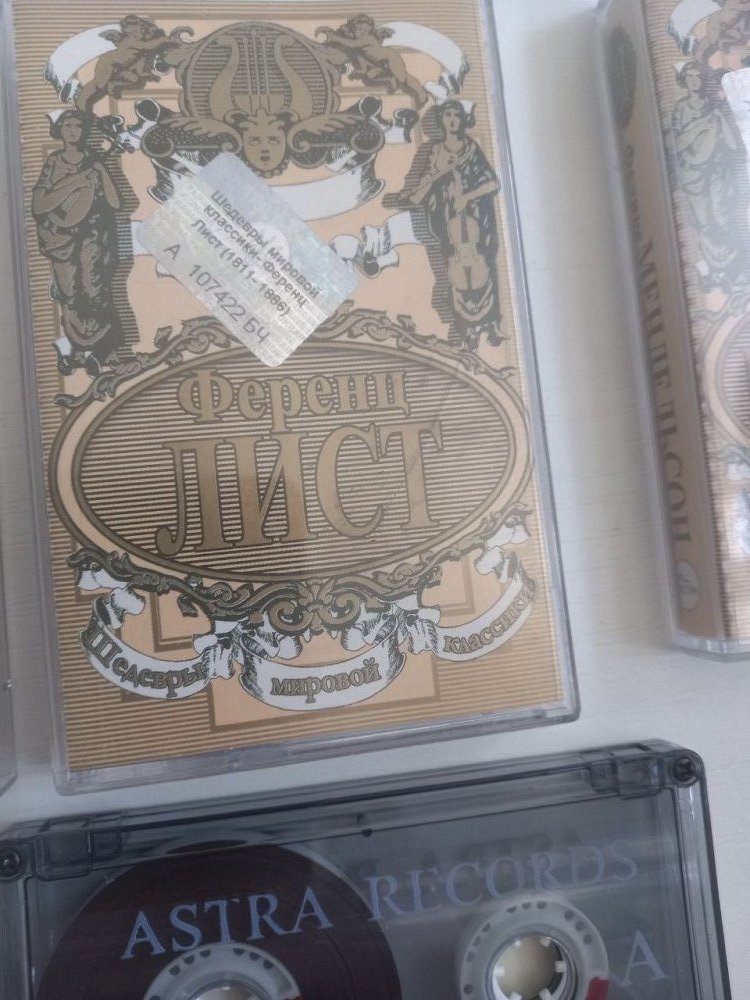 Шедевры мировой
классики-Ференц
Лист(1811-1886)
А 107422 БЧ
Ференц
ЛИСТ
Шедевры мировой классики
МЕНДЕЛЬСОН
ASTRA RECORDS
A